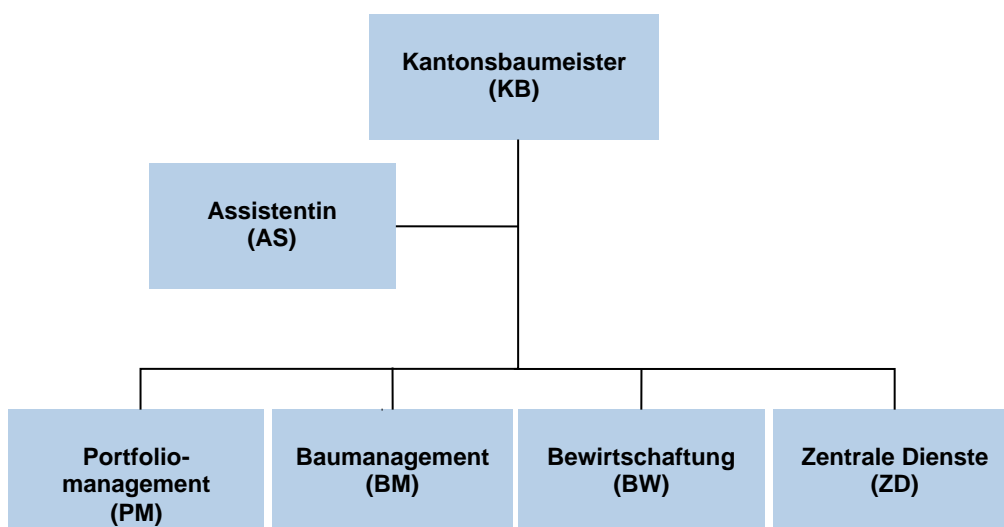 Kantonsbaumeister
(KB)
Assistentin
(AS)
Portfolio-
management
(PM)
Baumanagement
(BM)
Bewirtschaftung
(BW)
Zentrale Dienste
(ZD)